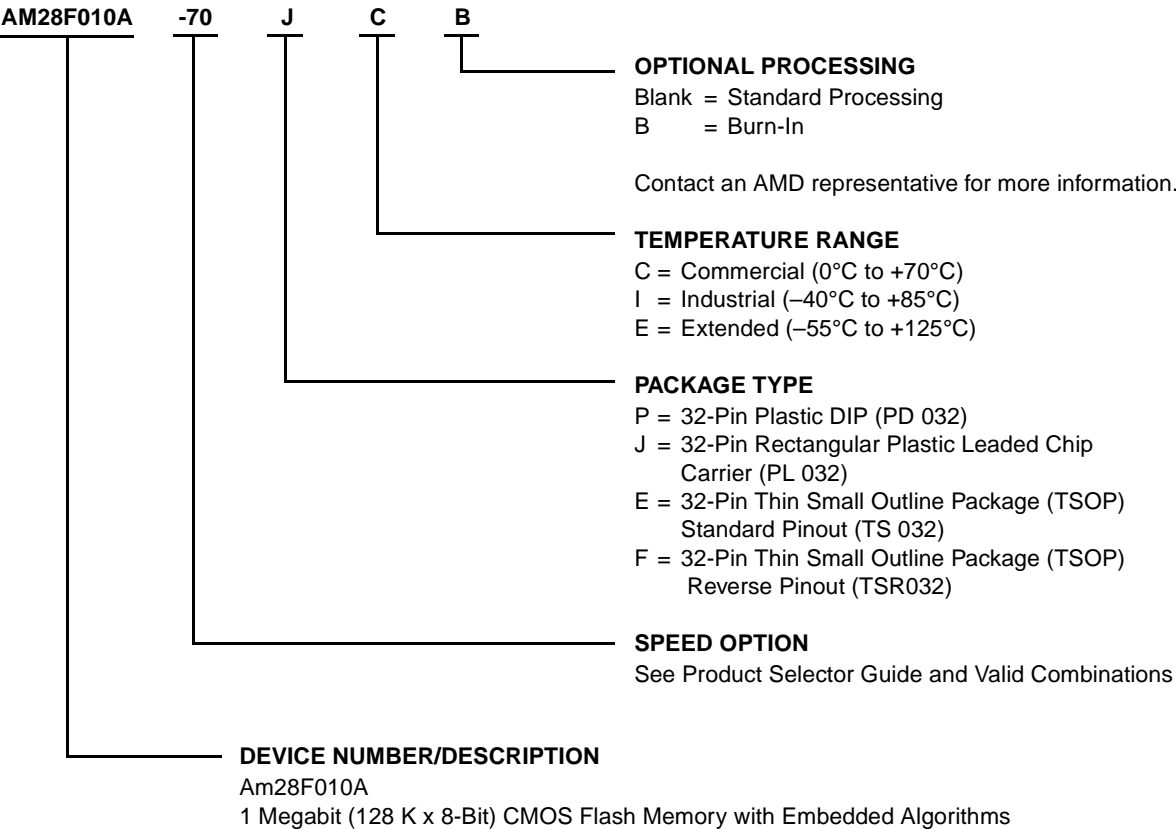 AM28F010A -70 J C B
OPTIONAL PROCESSING
Blank = Standard Processing
B = Burn-In
Contact an AMD representative for more information.
TEMPERATURE RANGE
C = Commercial (0°C to +70°C)
I = Industrial (–40°C to +85°C)
E = Extended (–55°C to +125°C)
PACKAGE TYPE
P = 32-Pin Plastic DIP (PD 032)
J = 32-Pin Rectangular Plastic Leaded Chip
Carrier (PL 032)
E = 32-Pin Thin Small Outline Package (TSOP)
Standard Pinout (TS 032)
F = 32-Pin Thin Small Outline Package (TSOP)
Reverse Pinout (TSR032)
SPEED OPTION
See Product Selector Guide and Valid Combinations
DEVICE NUMBER/DESCRIPTION
Am28F010A
1 Megabit (128 K x 8-Bit) CMOS Flash Memory with Embedded Algorithms